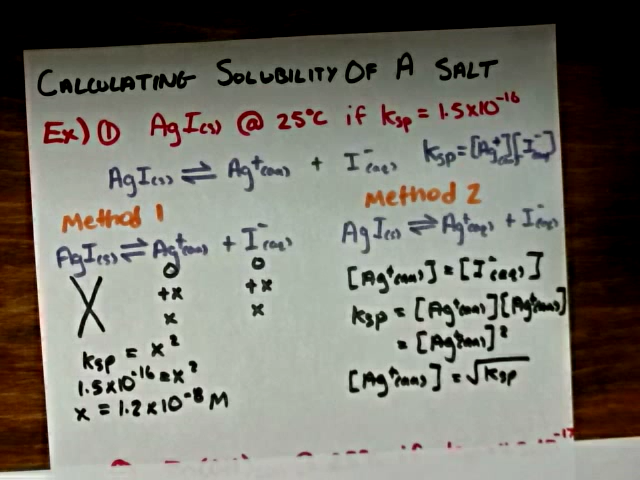 CALCULATING SOLUBILITY OF A SALT
Ex) ① AgI(s) @ 25°C if ksp = 1.5x10⁻¹⁶
AgI(s) ⇌ Ag⁺(aq) + I⁻(aq) ksp = [Ag⁺(aq)][I⁻(aq)]
Method 1
AgI(s) ⇌ Ag⁺(aq) + I⁻(aq)
0 0
+x +x
x x
ksp = x²
1.5x10⁻¹⁶ = x²
x = 1.2 x 10⁻⁸ M
Method 2
AgI(s) ⇌ Ag⁺(aq) + I⁻(aq)
[Ag⁺(aq)] = [I⁻(aq)]
ksp = [Ag⁺(aq)][Ag⁺(aq)]
= [Ag⁺(aq)]²
[Ag⁺(aq)] = √ksp